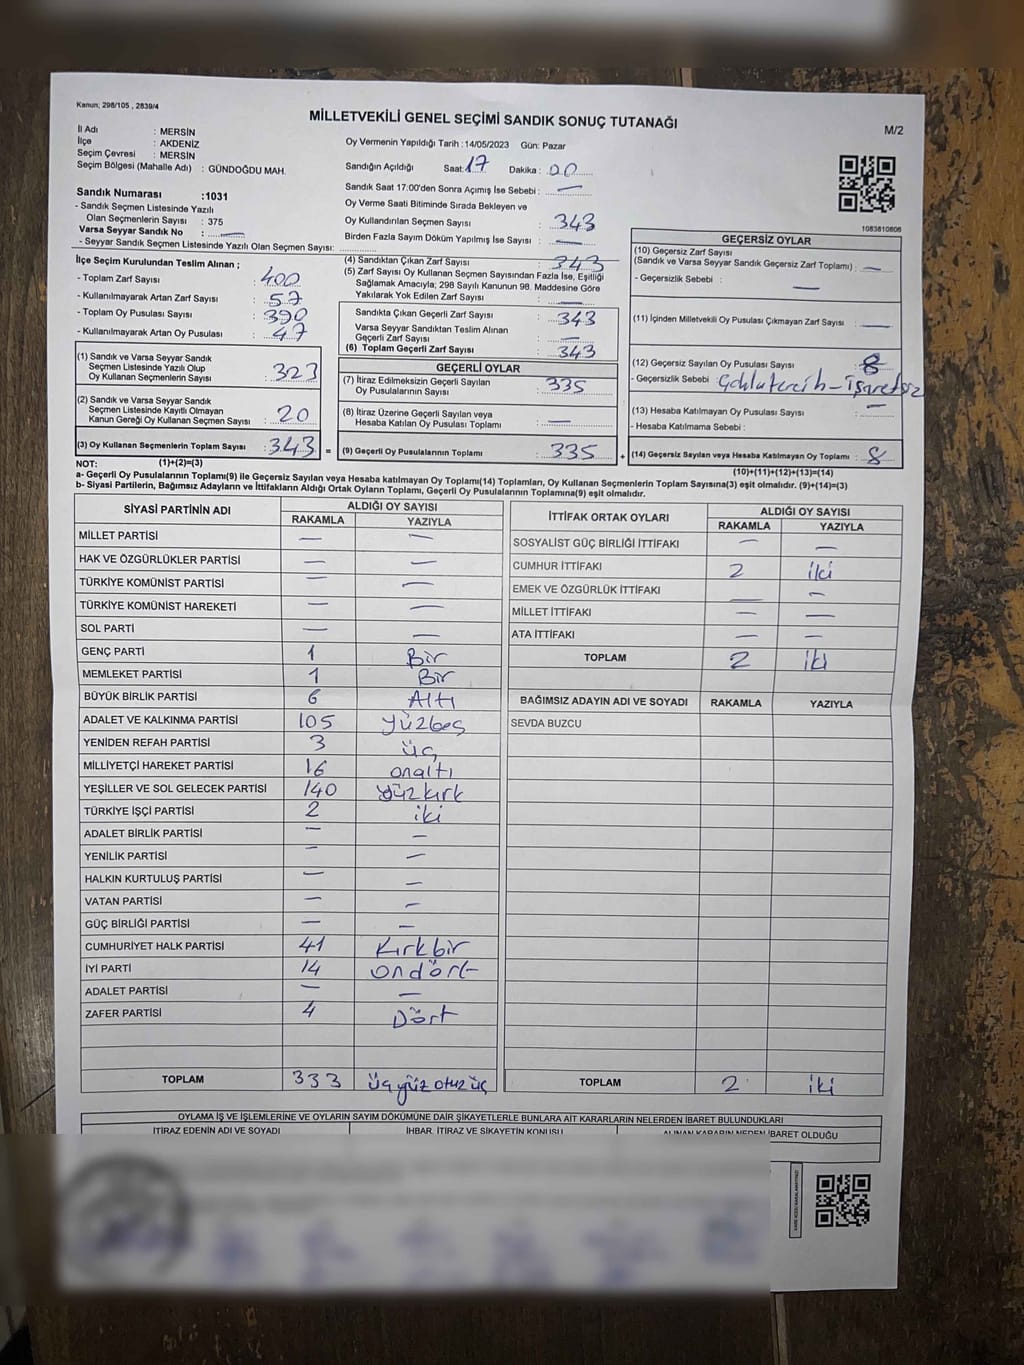 Kanun; 298/105 , 2839/4
MİLLETVEKİLİ GENEL SEÇİMİ SANDIK SONUÇ TUTANAĞI
M/2
İl Adı : MERSİN
İlçe : AKDENİZ
Seçim Çevresi : MERSİN
Seçim Bölgesi (Mahalle Adı) : GÜNDOĞDU MAH.
Sandık Numarası :1031
- Sandık Seçmen Listesinde Yazılı
Olan Seçmenlerin Sayısı : 375
Varsa Seyyar Sandık No : —
- Seyyar Sandık Seçmen Listesinde Yazılı Olan Seçmen Sayısı:
Oy Vermenin Yapıldığı Tarih :14/05/2023 Gün: Pazar
Sandığın Açıldığı Saat: 17 Dakika : 00
Sandık Saat 17:00'den Sonra Açımış İse Sebebi : —
Oy Verme Saati Bitiminde Sırada Bekleyen ve
Oy Kullandırılan Seçmen Sayısı : 343
Birden Fazla Sayım Döküm Yapılmış İse Sayısı : —
1083810806
İlçe Seçim Kurulundan Teslim Alınan ;
- Toplam Zarf Sayısı : 400
- Kullanılmayarak Artan Zarf Sayısı : 57
- Toplam Oy Pusulası Sayısı : 390
- Kullanılmayarak Artan Oy Pusulası : 47
(1) Sandık ve Varsa Seyyar Sandık
Seçmen Listesinde Yazılı Olup
Oy Kullanan Seçmenlerin Sayısı : 323
(2) Sandık ve Varsa Seyyar Sandık
Seçmen Listesinde Kayıtlı Olmayan
Kanun Gereği Oy Kullanan Seçmen Sayısı : 20
(3) Oy Kullanan Seçmenlerin Toplam Sayısı : 343 =
(4) Sandıktan Çıkan Zarf Sayısı : 343
(5) Zarf Sayısı Oy Kullanan Seçmen Sayısından Fazla İse, Eşitliği
Sağlamak Amacıyla; 298 Sayılı Kanunun 98. Maddesine Göre
Yakılarak Yok Edilen Zarf Sayısı : —
Sandıkta Çıkan Geçerli Zarf Sayısı : 343
Varsa Seyyar Sandıktan Teslim Alınan
Geçerli Zarf Sayısı : —
(6) Toplam Geçerli Zarf Sayısı : 343
GEÇERLİ OYLAR
(7) İtiraz Edilmeksizin Geçerli Sayılan
Oy Pusulalarının Sayısı : 335
(8) İtiraz Üzerine Geçerli Sayılan veya
Hesaba Katılan Oy Pusulası Toplamı : —
(9) Geçerli Oy Pusulalarının Toplamı : 335 +
GEÇERSİZ OYLAR
(10) Geçersiz Zarf Sayısı
(Sandık ve Varsa Seyyar Sandık Geçersiz Zarf Toplamı) : —
- Geçersizlik Sebebi : —
(11) İçinden Milletvekili Oy Pusulası Çıkmayan Zarf Sayısı : —
(12) Geçersiz Sayılan Oy Pusulası Sayısı : 8
- Geçersizlik Sebebi : işaretsiz
(13) Hesaba Katılmayan Oy Pusulası Sayısı : —
- Hesaba Katılmama Sebebi :
(14) Geçersiz Sayılan veya Hesaba Katılmayan Oy Toplamı : 8
NOT: (1)+(2)=(3)
(10)+(11)+(12)+(13)=(14)
a- Geçerli Oy Pusulalarının Toplamı(9) ile Geçersiz Sayılan veya Hesaba katılmayan Oy Toplamı(14) Toplamları, Oy Kullanan Seçmenlerin Toplam Sayısına(3) eşit olmalıdır. (9)+(14)=(3)
b- Siyasi Partilerin, Bağımsız Adayların ve İttifakların Aldığı Ortak Oyların Toplamı, Geçerli Oy Pusulalarının Toplamına(9) eşit olmalıdır.
SİYASİ PARTİNİN ADI ALDIĞI OY SAYISI
RAKAMLA YAZIYLA
MİLLET PARTİSİ — —
HAK VE ÖZGÜRLÜKLER PARTİSİ — —
TÜRKİYE KOMÜNİST PARTİSİ — —
TÜRKİYE KOMÜNİST HAREKETİ — —
SOL PARTİ — —
GENÇ PARTİ 1 Bir
MEMLEKET PARTİSİ 1 Bir
BÜYÜK BİRLİK PARTİSİ 6 Altı
ADALET VE KALKINMA PARTİSİ 105 yüzbeş
YENİDEN REFAH PARTİSİ 3 üç
MİLLİYETÇİ HAREKET PARTİSİ 16 onaltı
YEŞİLLER VE SOL GELECEK PARTİSİ 140 yüzkırk
TÜRKİYE İŞÇİ PARTİSİ 2 iki
ADALET BİRLİK PARTİSİ — —
YENİLİK PARTİSİ — —
HALKIN KURTULUŞ PARTİSİ — —
VATAN PARTİSİ — —
GÜÇ BİRLİĞİ PARTİSİ — —
CUMHURİYET HALK PARTİSİ 41 Kırkbir
İYİ PARTİ 14 ondört
ADALET PARTİSİ — —
ZAFER PARTİSİ 4 Dört
TOPLAM 333 üçyüz otuz üç
İTTİFAK ORTAK OYLARI ALDIĞI OY SAYISI
RAKAMLA YAZIYLA
SOSYALİST GÜÇ BİRLİĞİ İTTİFAKI — —
CUMHUR İTTİFAKI 2 iki
EMEK VE ÖZGÜRLÜK İTTİFAKI — —
MİLLET İTTİFAKI — —
ATA İTTİFAKI — —
TOPLAM 2 iki
BAĞIMSIZ ADAYIN ADI VE SOYADI RAKAMLA YAZIYLA
SEVDA BUZCU
TOPLAM 2 iki
OYLAMA İŞ VE İŞLEMLERİNE VE OYLARIN SAYIM DÖKÜMÜNE DAİR ŞİKAYETLERLE BUNLARA AİT KARARLARIN NELERDEN İBARET BULUNDUKLARI
İTİRAZ EDENİN ADI VE SOYADI İHBAR, İTİRAZ VE ŞİKAYETİN KONUSU ALINAN KARARIN NEDEN İBARET OLDUĞU